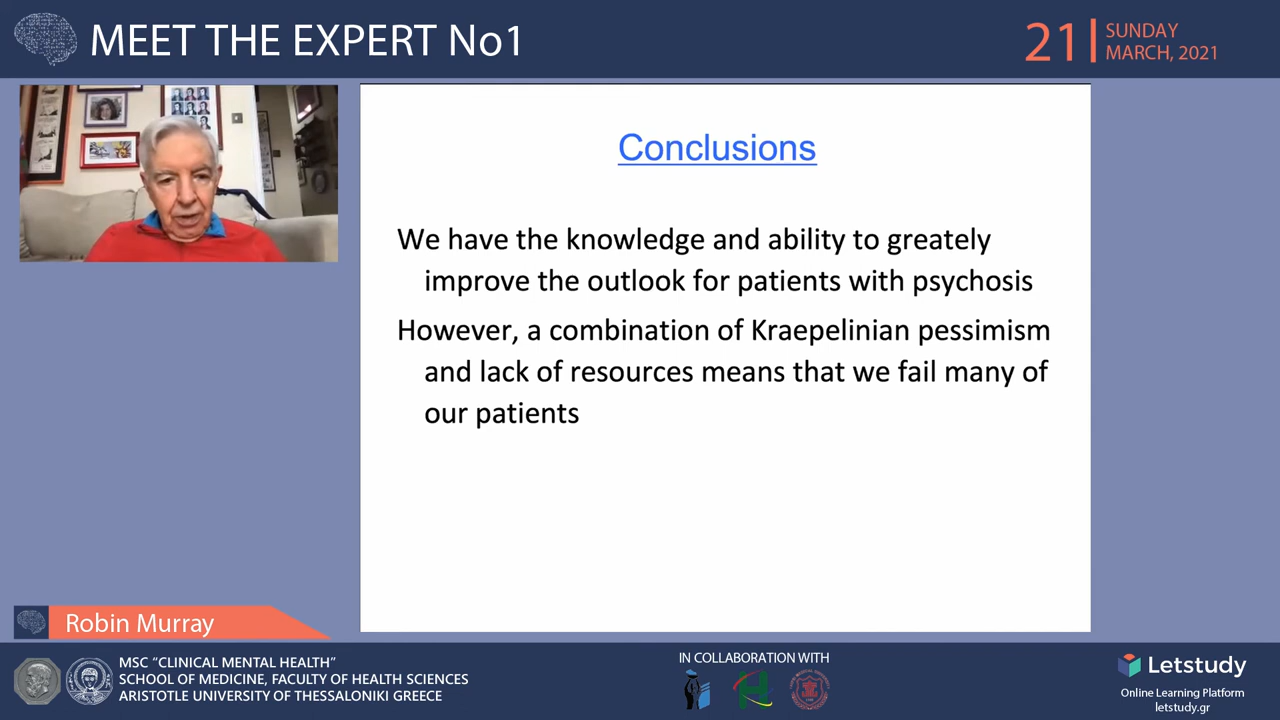 MEET THE EXPERT No1
21
SUNDAY
MARCH, 2021
Conclusions
We have the knowledge and ability to greately
improve the outlook for patients with psychosis
However, a combination of Kraepelinian pessimism
and lack of resources means that we fail many of
our patients
Robin Murray
MSC “CLINICAL MENTAL HEALTH”
SCHOOL OF MEDICINE, FACULTY OF HEALTH SCIENCES
ARISTOTLE UNIVERSITY OF THESSALONIKI GREECE
IN COLLABORATION WITH
Letstudy
Online Learning Platform
letstudy.gr